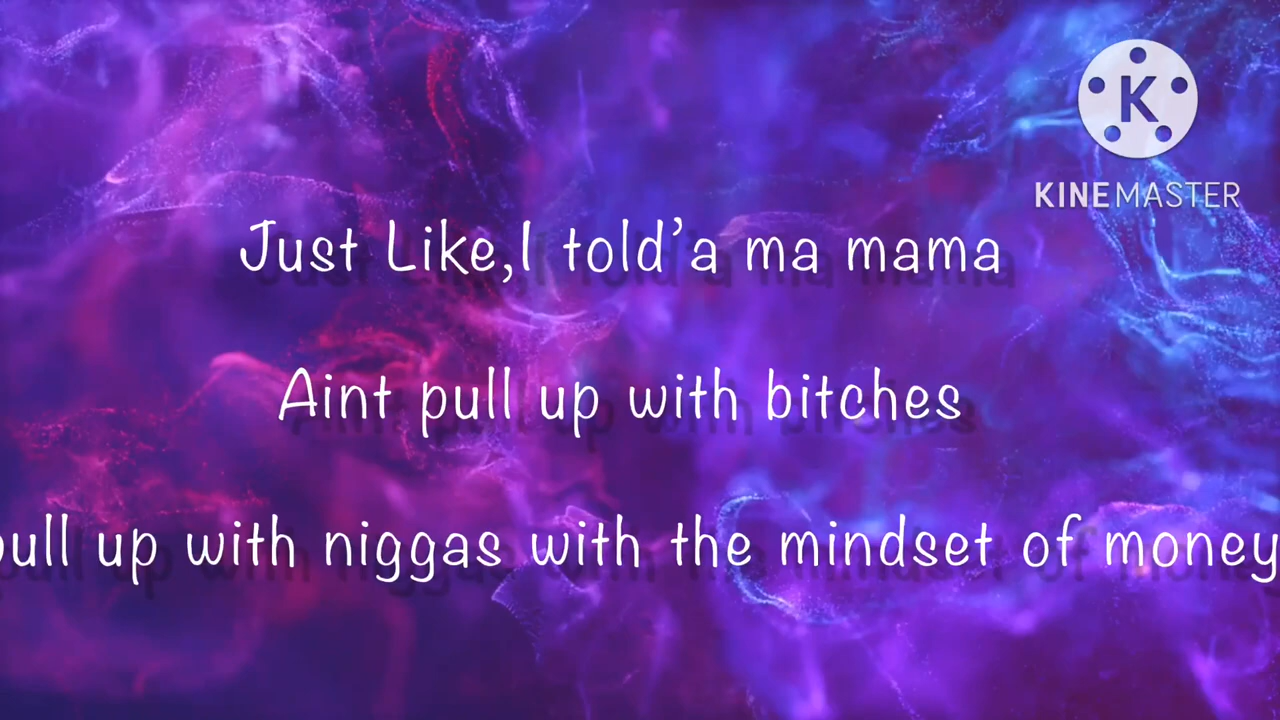 K
KINEMASTER
Just Like,I told’a ma mama
Aint pull up with bitches
pull up with niggas with the mindset of money